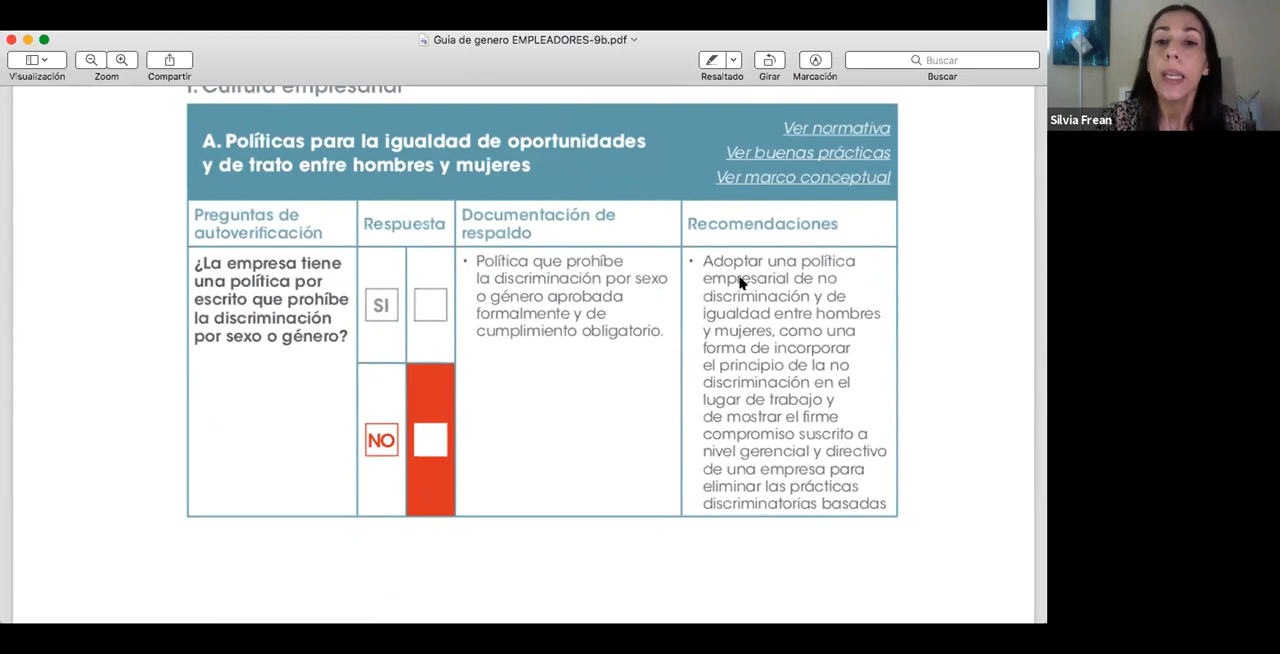 Guia de genero EMPLEADORES-9b.pdf
Visualización
Zoom
Compartir
Resaltado
Girar
Marcación
Buscar
Buscar
Silvia Frean
I. Cultura empresarial
A. Políticas para la igualdad de oportunidades
y de trato entre hombres y mujeres
Ver normativa
Ver buenas prácticas
Ver marco conceptual
Preguntas de
autoverificación
Respuesta
Documentación de
respaldo
Recomendaciones
¿La empresa tiene
una política por
escrito que prohíbe
la discriminación
por sexo o género?
SI
NO
• Política que prohíbe
la discriminación por sexo
o género aprobada
formalmente y de
cumplimiento obligatorio.
• Adoptar una política
empresarial de no
discriminación y de
igualdad entre hombres
y mujeres, como una
forma de incorporar
el principio de la no
discriminación en el
lugar de trabajo y
de mostrar el firme
compromiso suscrito a
nivel gerencial y directivo
de una empresa para
eliminar las prácticas
discriminatorias basadas